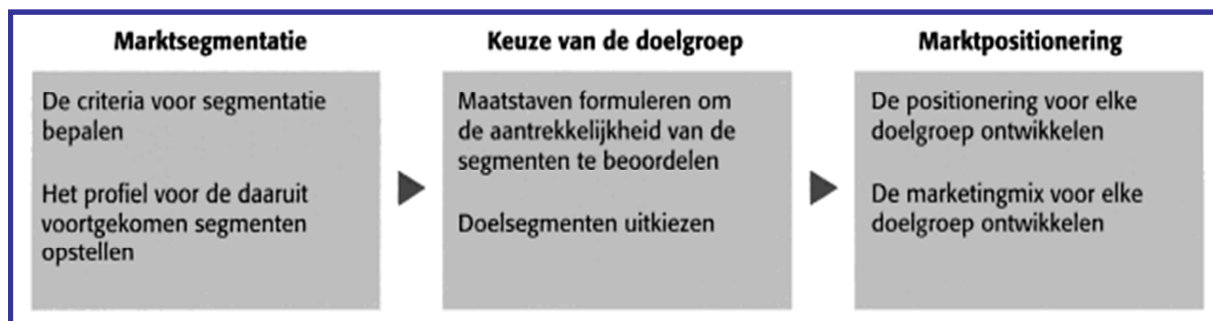 Marktsegmentatie
De criteria voor segmentatie
bepalen
Het profiel voor de daaruit
voortgekomen segmenten
opstellen
Keuze van de doelgroep
Maatstaven formuleren om
de aantrekkelijkheid van de
segmenten te beoordelen
Doelsegmenten uitkiezen
Marktpositionering
De positionering voor elke
doelgroep ontwikkelen
De marketingmix voor elke
doelgroep ontwikkelen